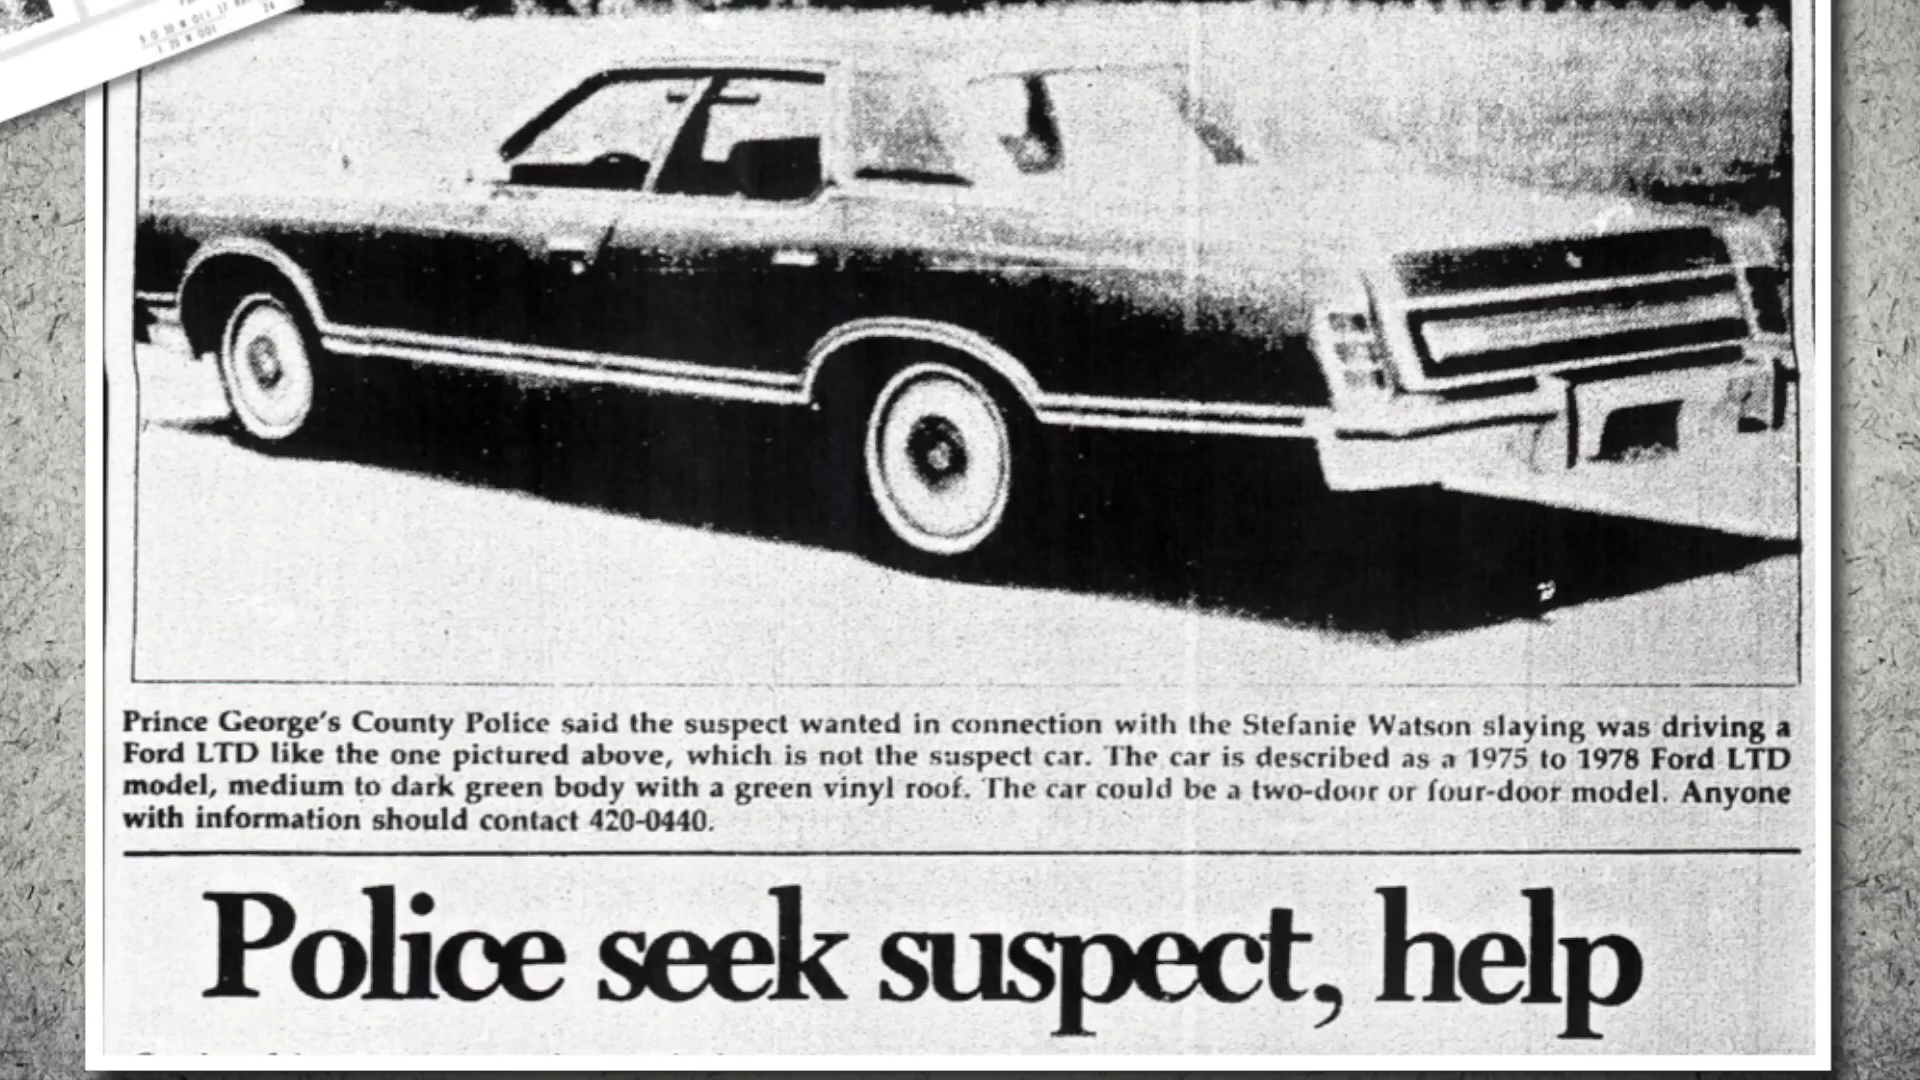 Prince George's County Police said the suspect wanted in connection with the Stefanie Watson slaying was driving a
Ford LTD like the one pictured above, which is not the suspect car. The car is described as a 1975 to 1978 Ford LTD
model, medium to dark green body with a green vinyl roof. The car could be a two-door or four-door model. Anyone
with information should contact 420-0440.
Police seek suspect, help